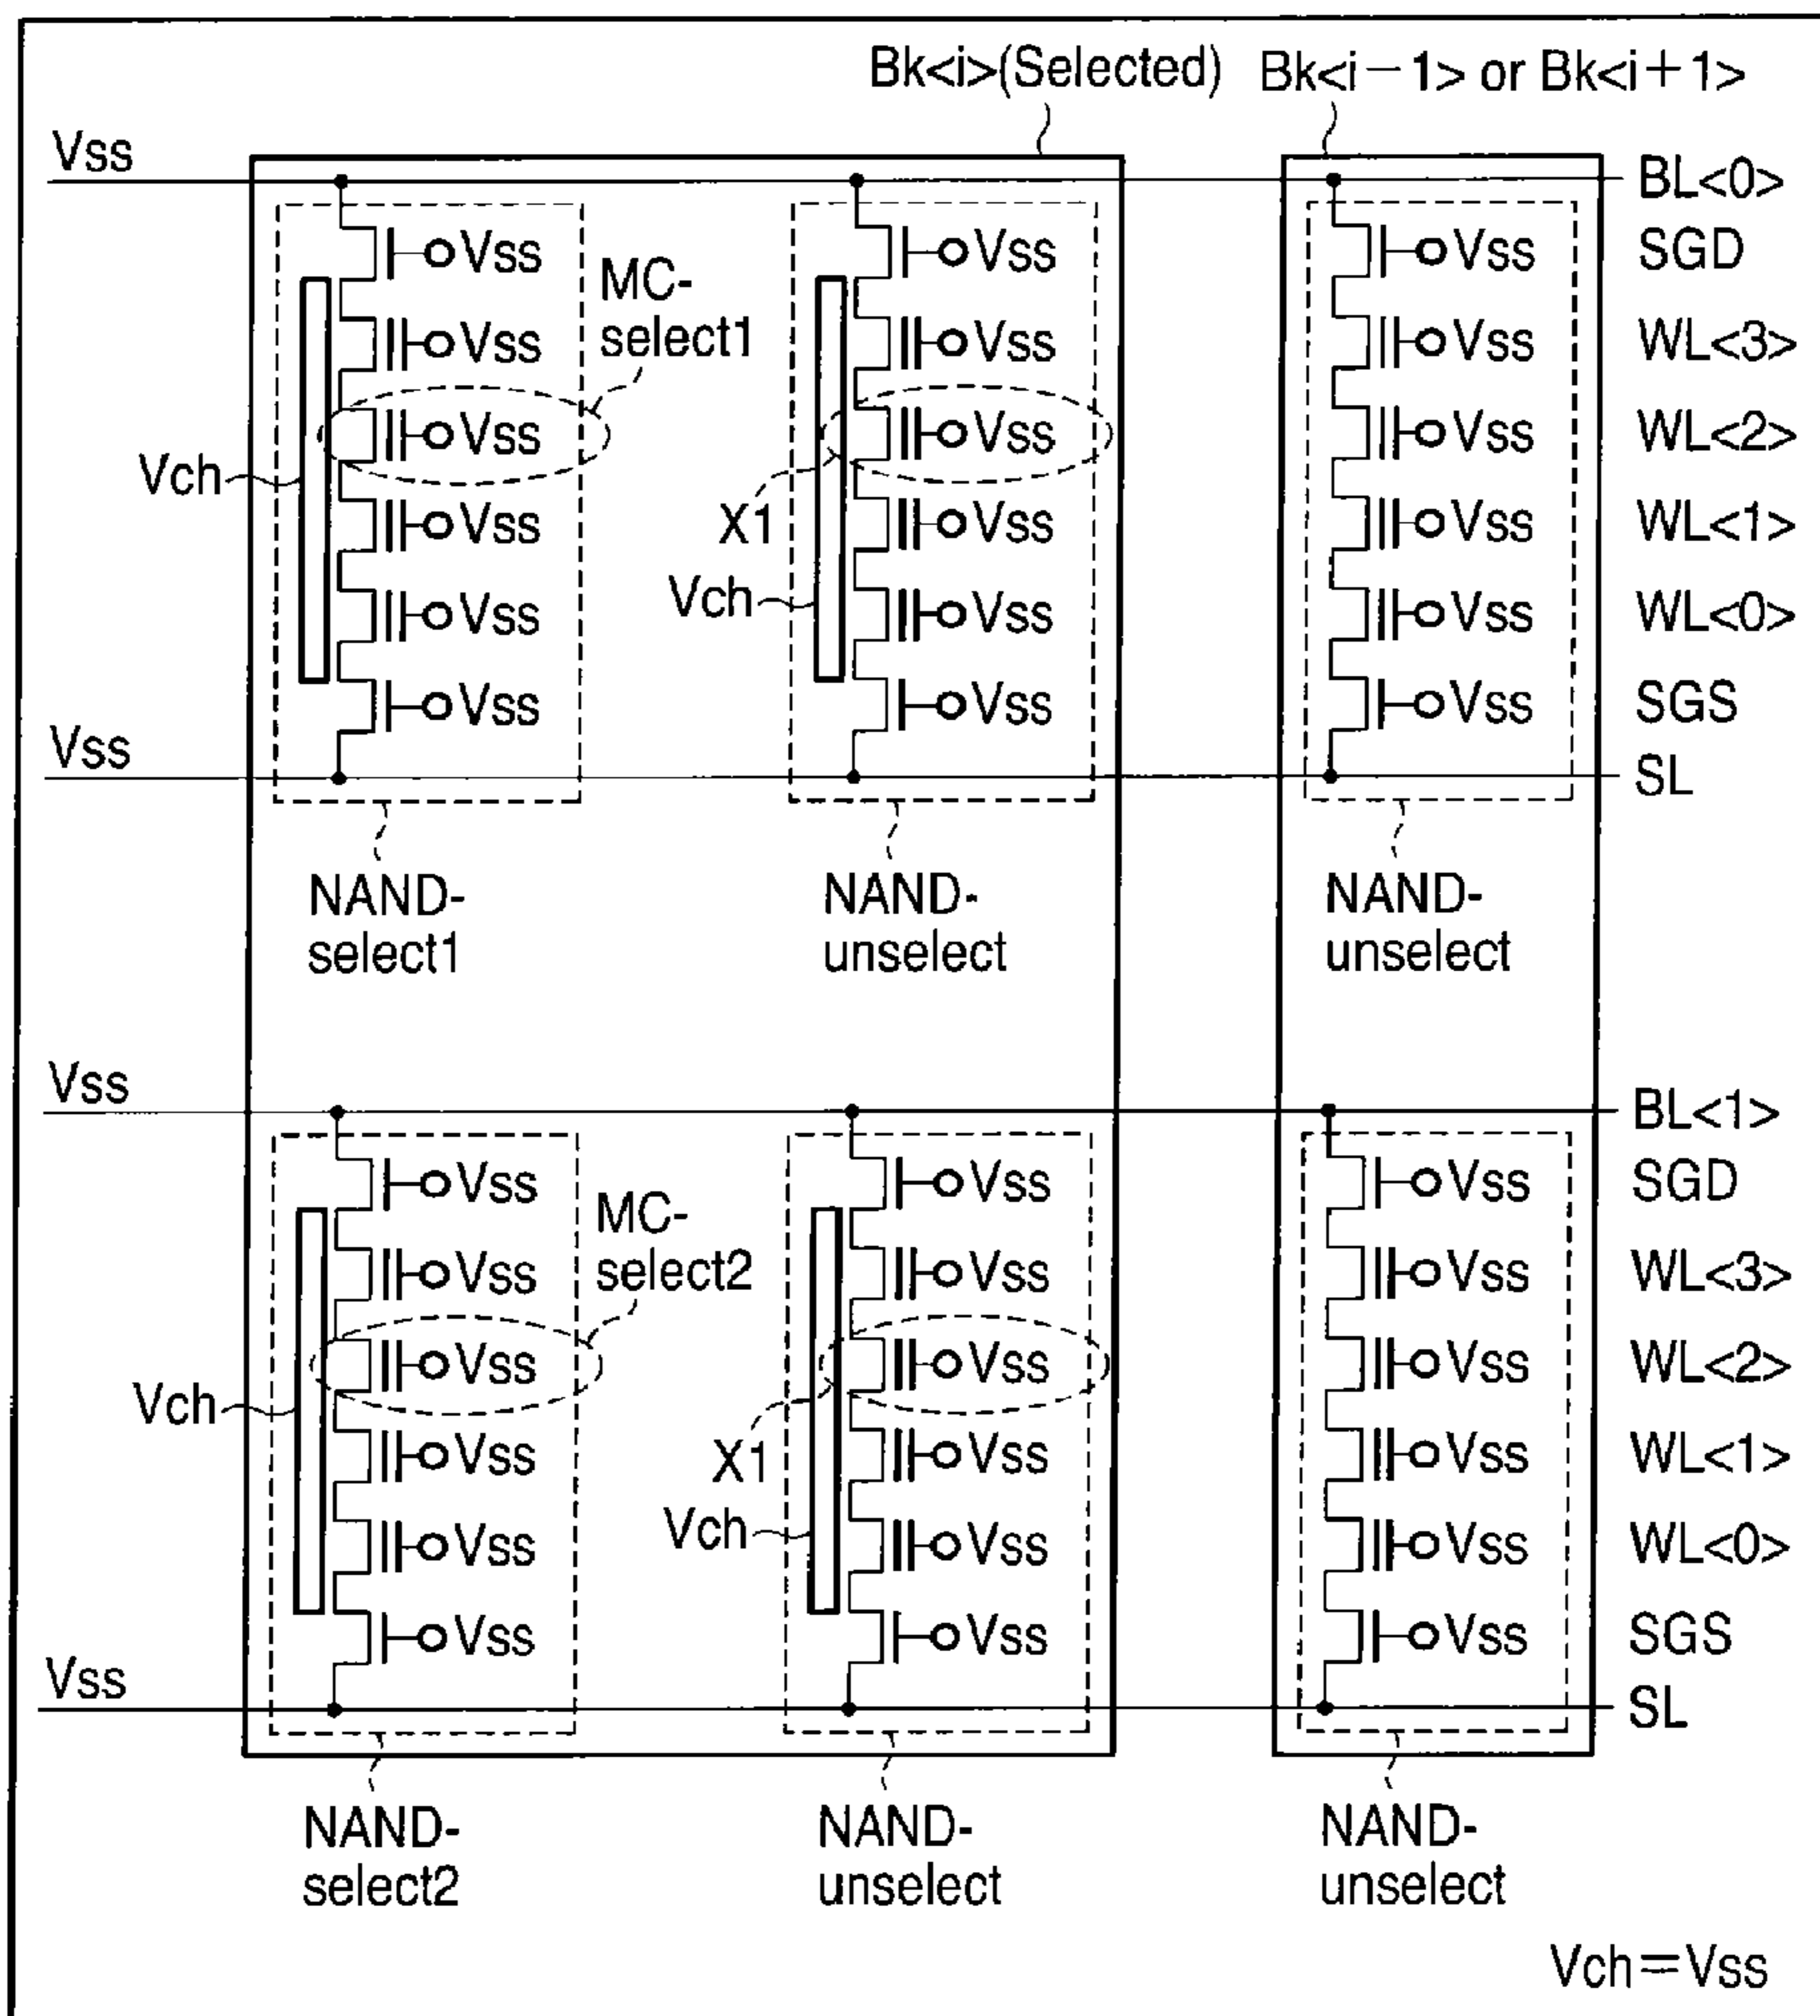 Bk<i>(Selected) Bk<i-1> or Bk<i+1>
Vss BL<0>
Vss Vss Vss SGD
MC-
select1
Vss Vss Vss WL<3>
Vss Vss Vss WL<2>
Vch
X1
Vss Vss Vss WL<1>
Vch
Vss Vss Vss WL<0>
Vss Vss Vss SGS
Vss SL
NAND-
select1
NAND-
unselect
NAND-
unselect
Vss BL<1>
Vss Vss Vss SGD
MC-
select2
Vss Vss Vss WL<3>
Vss Vss Vss WL<2>
Vch
X1
Vss Vss Vss WL<1>
Vch
Vss Vss Vss WL<0>
Vss Vss Vss SGS
Vss SL
NAND-
select2
NAND-
unselect
NAND-
unselect
Vch=Vss